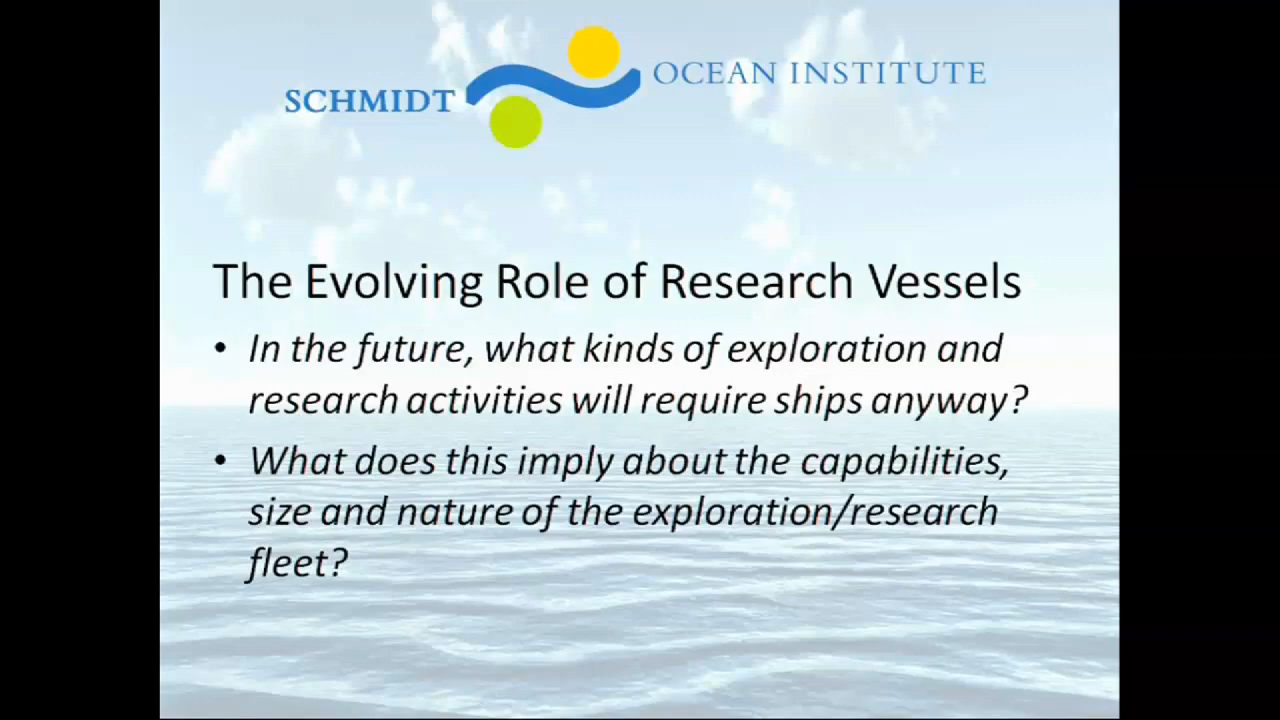 SCHMIDT OCEAN INSTITUTE
The Evolving Role of Research Vessels
• In the future, what kinds of exploration and
research activities will require ships anyway?
• What does this imply about the capabilities,
size and nature of the exploration/research
fleet?